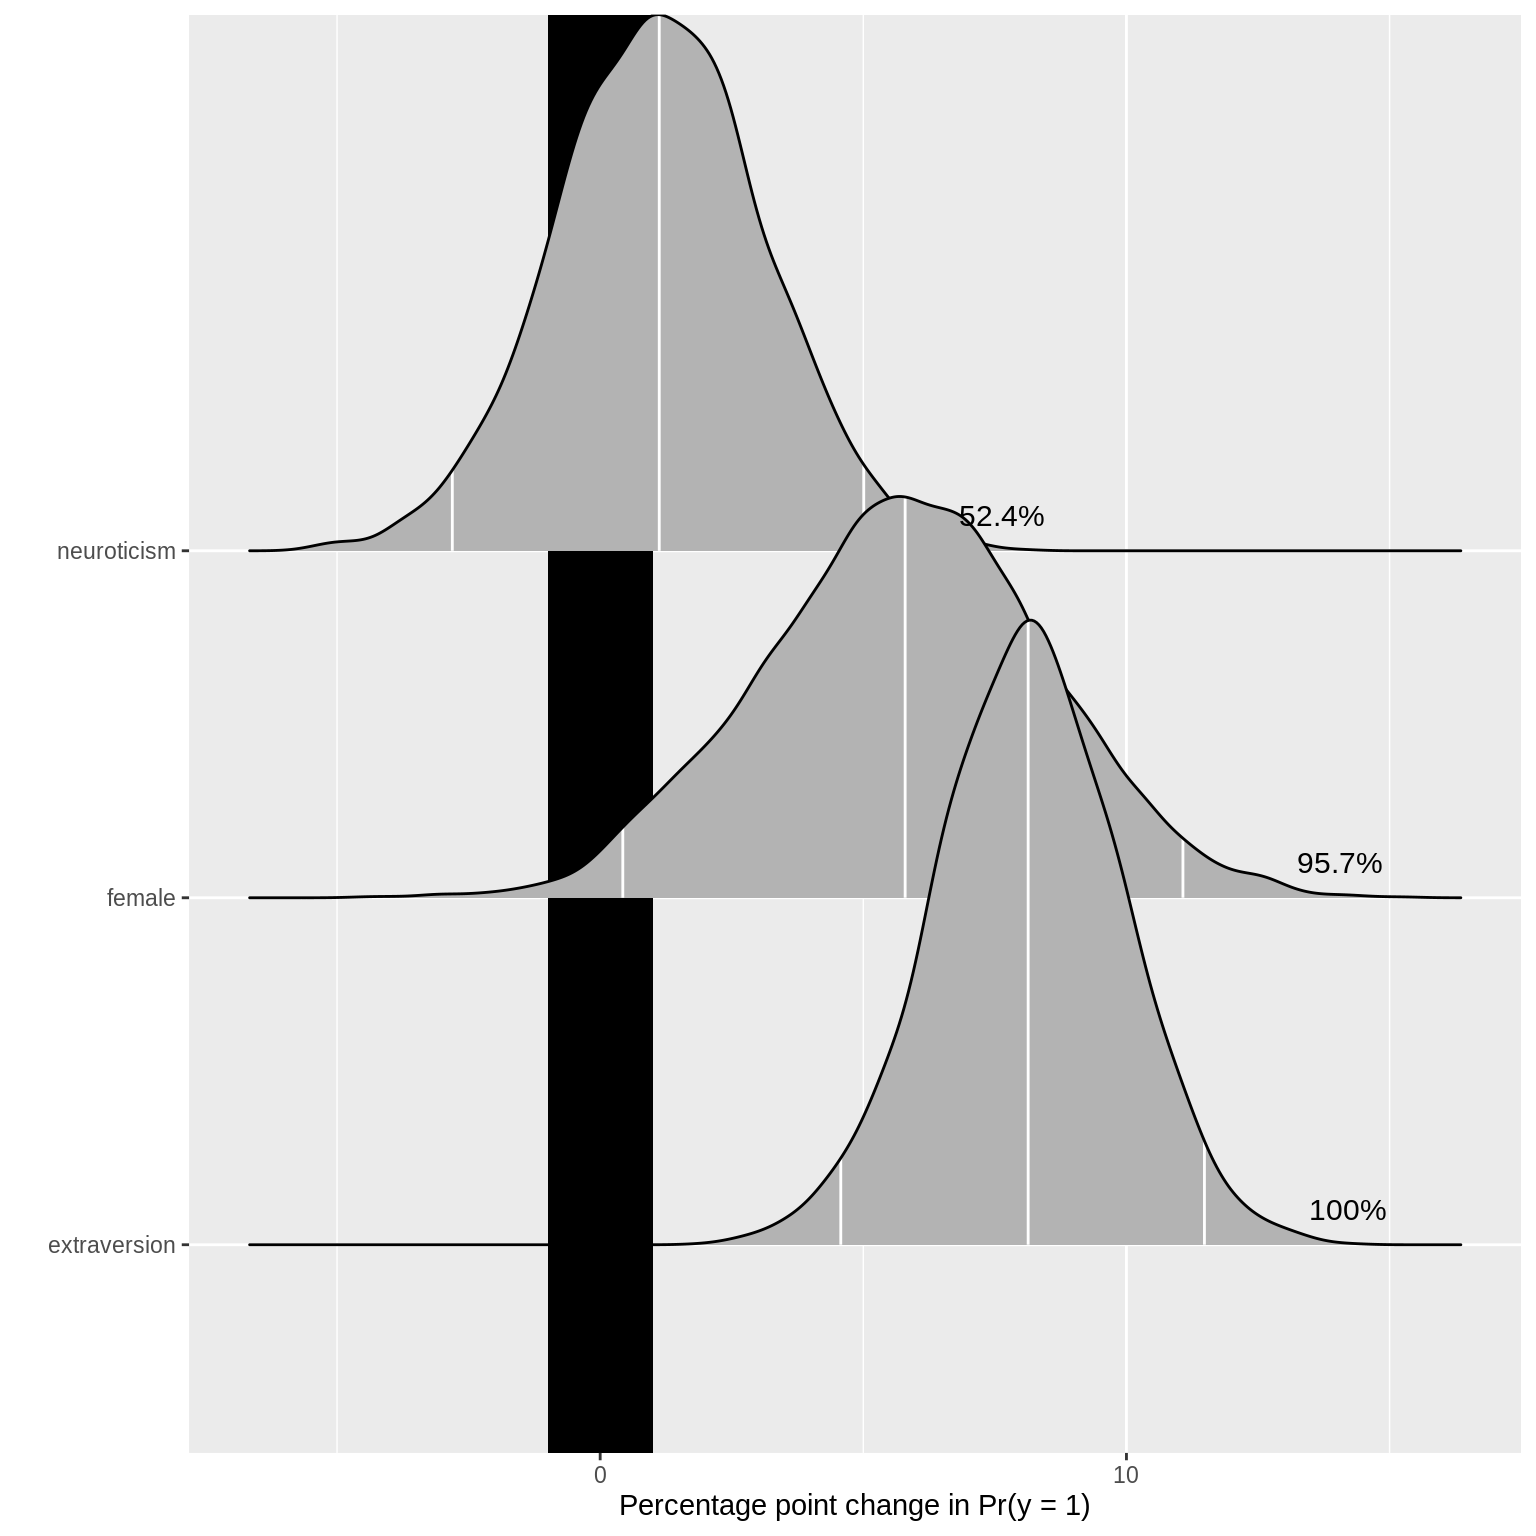 52.4%
neuroticism
95.7%
female
100%
extraversion
0 10
Percentage point change in Pr(y = 1)